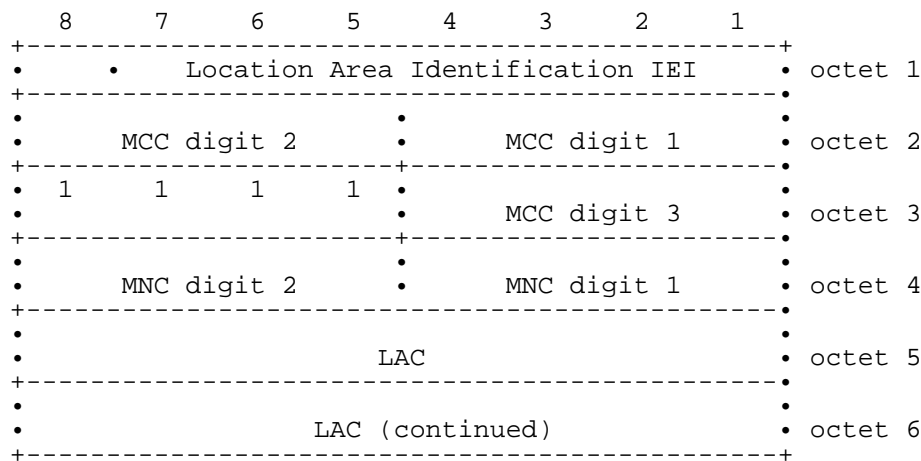 8 7 6 5 4 3 2 1
Location Area Identification IEI octet 1
MCC digit 2 MCC digit 1 octet 2
1 1 1 1
MCC digit 3 octet 3
MNC digit 2 MNC digit 1 octet 4
LAC octet 5
LAC (continued) octet 6